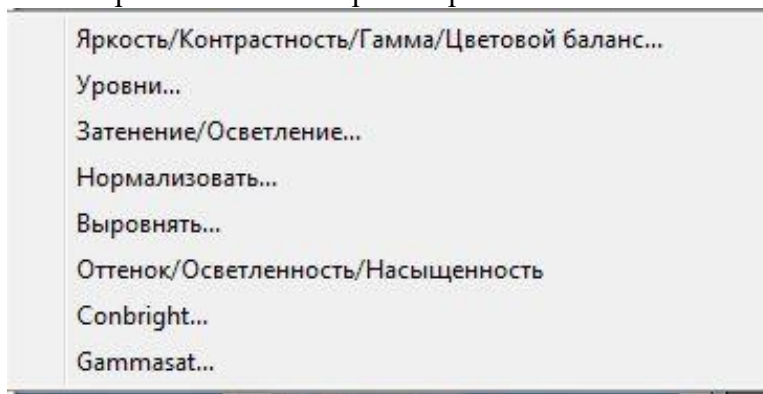 Яркость/Контрастность/Гамма/Цветовой баланс...
Уровни...
Затенение/Осветление...
Нормализовать...
Выровнять...
Оттенок/Осветленность/Насыщенность
Conbright...
Gammasat...